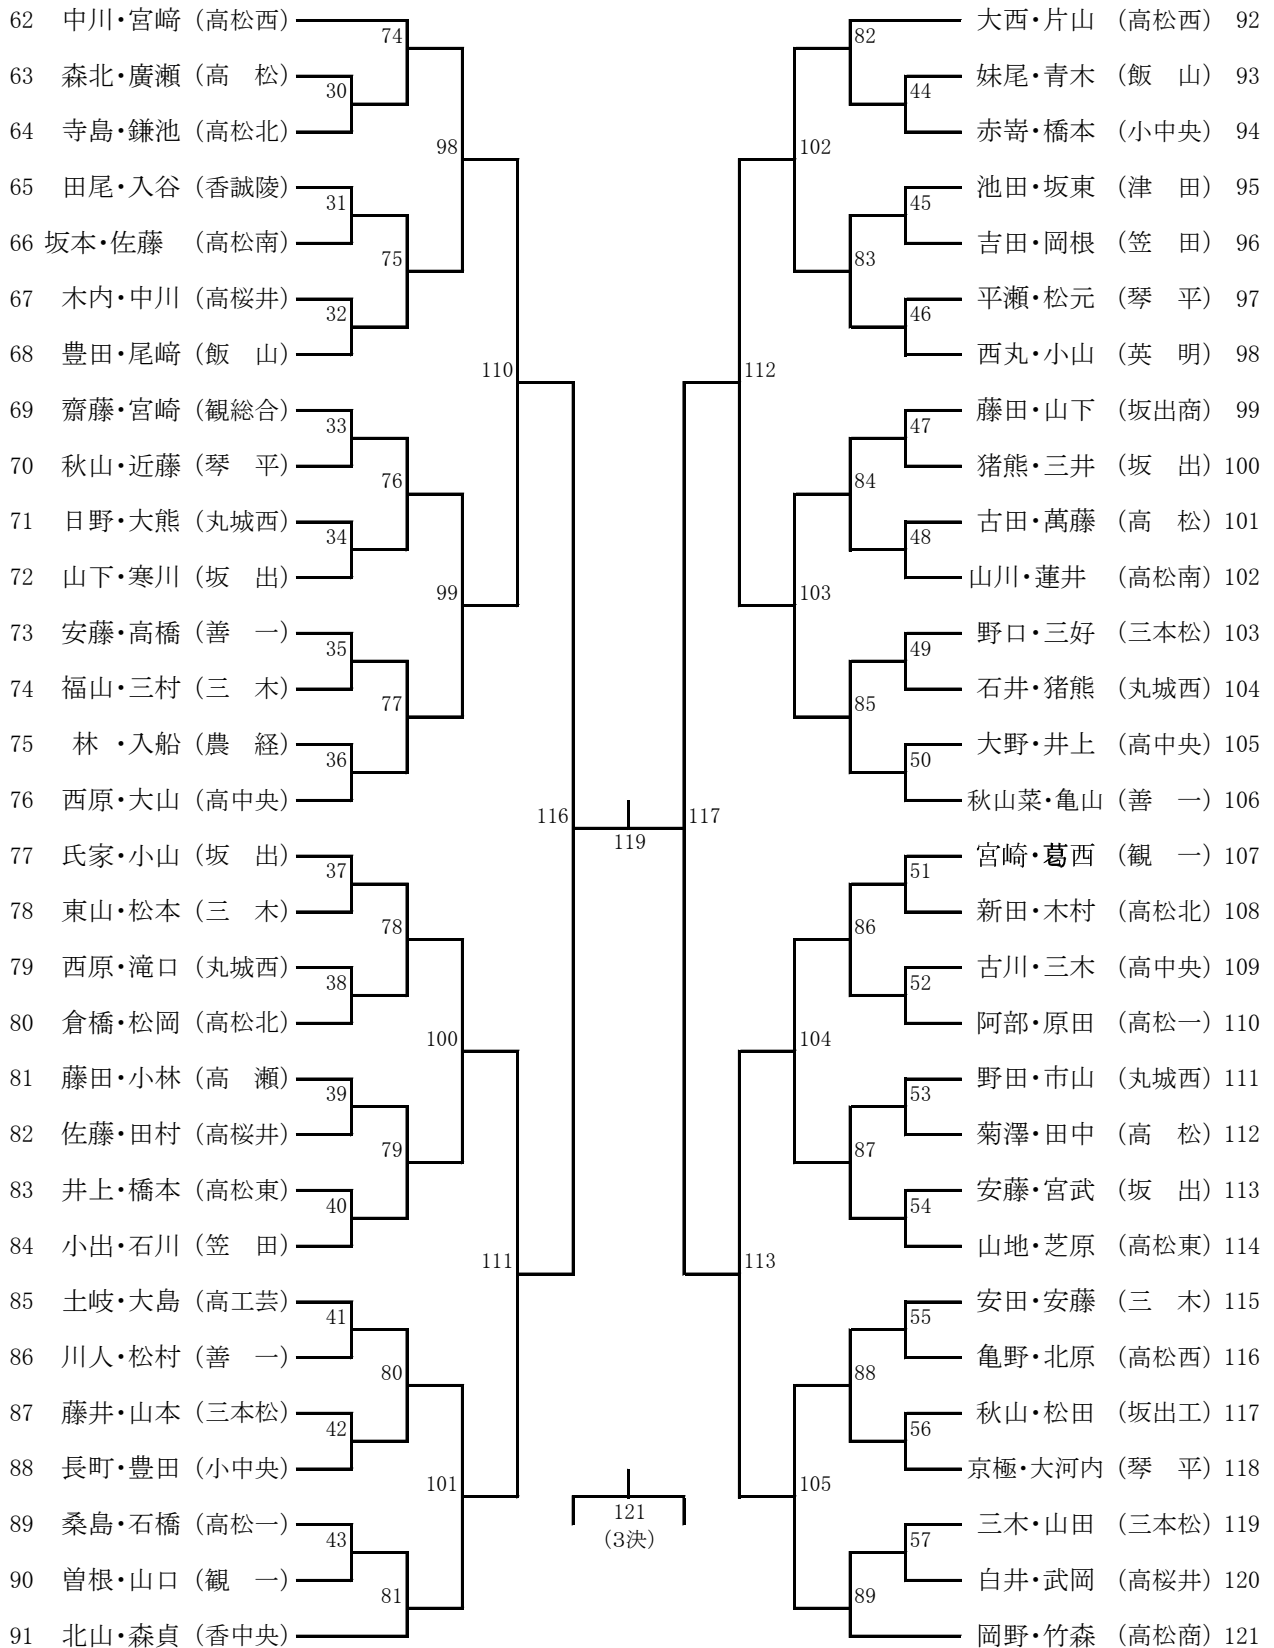 62 中川・宮﨑 (高松西)
63 森北・廣瀬 (高　松)
64 寺島・鎌池 (高松北)
65 田尾・入谷 (香誠陵)
66 坂本・佐藤 (高松南)
67 木内・中川 (高桜井)
68 豊田・尾﨑 (飯　山)
69 齋藤・宮崎 (観総合)
70 秋山・近藤 (琴　平)
71 日野・大熊 (丸城西)
72 山下・寒川 (坂　出)
73 安藤・高橋 (善　一)
74 福山・三村 (三　木)
75 林・入船 (農　経)
76 西原・大山 (高中央)
77 氏家・小山 (坂　出)
78 東山・松本 (三　木)
79 西原・滝口 (丸城西)
80 倉橋・松岡 (高松北)
81 藤田・小林 (高　瀬)
82 佐藤・田村 (高桜井)
83 井上・橋本 (高松東)
84 小出・石川 (笠　田)
85 土岐・大島 (高工芸)
86 川人・松村 (善　一)
87 藤井・山本 (三本松)
88 長町・豊田 (小中央)
89 桑島・石橋 (高松一)
90 曽根・山口 (観　一)
91 北山・森貞 (香中央)
30
31
32
33
34
35
36
37
38
39
40
41
42
43
74
75
76
77
78
79
80
81
98
99
100
101
110
111
116
119
121
(3決)
117
112
113
102
103
104
105
82
83
84
85
86
87
88
89
44
45
46
47
48
49
50
51
52
53
54
55
56
57
大西・片山 (高松西) 92
妹尾・青木 (飯　山) 93
赤嵜・橋本 (小中央) 94
池田・坂東 (津　田) 95
吉田・岡根 (笠　田) 96
平瀬・松元 (琴　平) 97
西丸・小山 (英　明) 98
藤田・山下 (坂出商) 99
猪熊・三井 (坂　出) 100
古田・萬藤 (高　松) 101
山川・蓮井 (高松南) 102
野口・三好 (三本松) 103
石井・猪熊 (丸城西) 104
大野・井上 (高中央) 105
秋山菜・亀山 (善　一) 106
宮崎・葛西 (観　一) 107
新田・木村 (高松北) 108
古川・三木 (高中央) 109
阿部・原田 (高松一) 110
野田・市山 (丸城西) 111
菊澤・田中 (高　松) 112
安藤・宮武 (坂　出) 113
山地・芝原 (高松東) 114
安田・安藤 (三　木) 115
亀野・北原 (高松西) 116
秋山・松田 (坂出工) 117
京極・大河内 (琴　平) 118
三木・山田 (三本松) 119
白井・武岡 (高桜井) 120
岡野・竹森 (高松商) 121